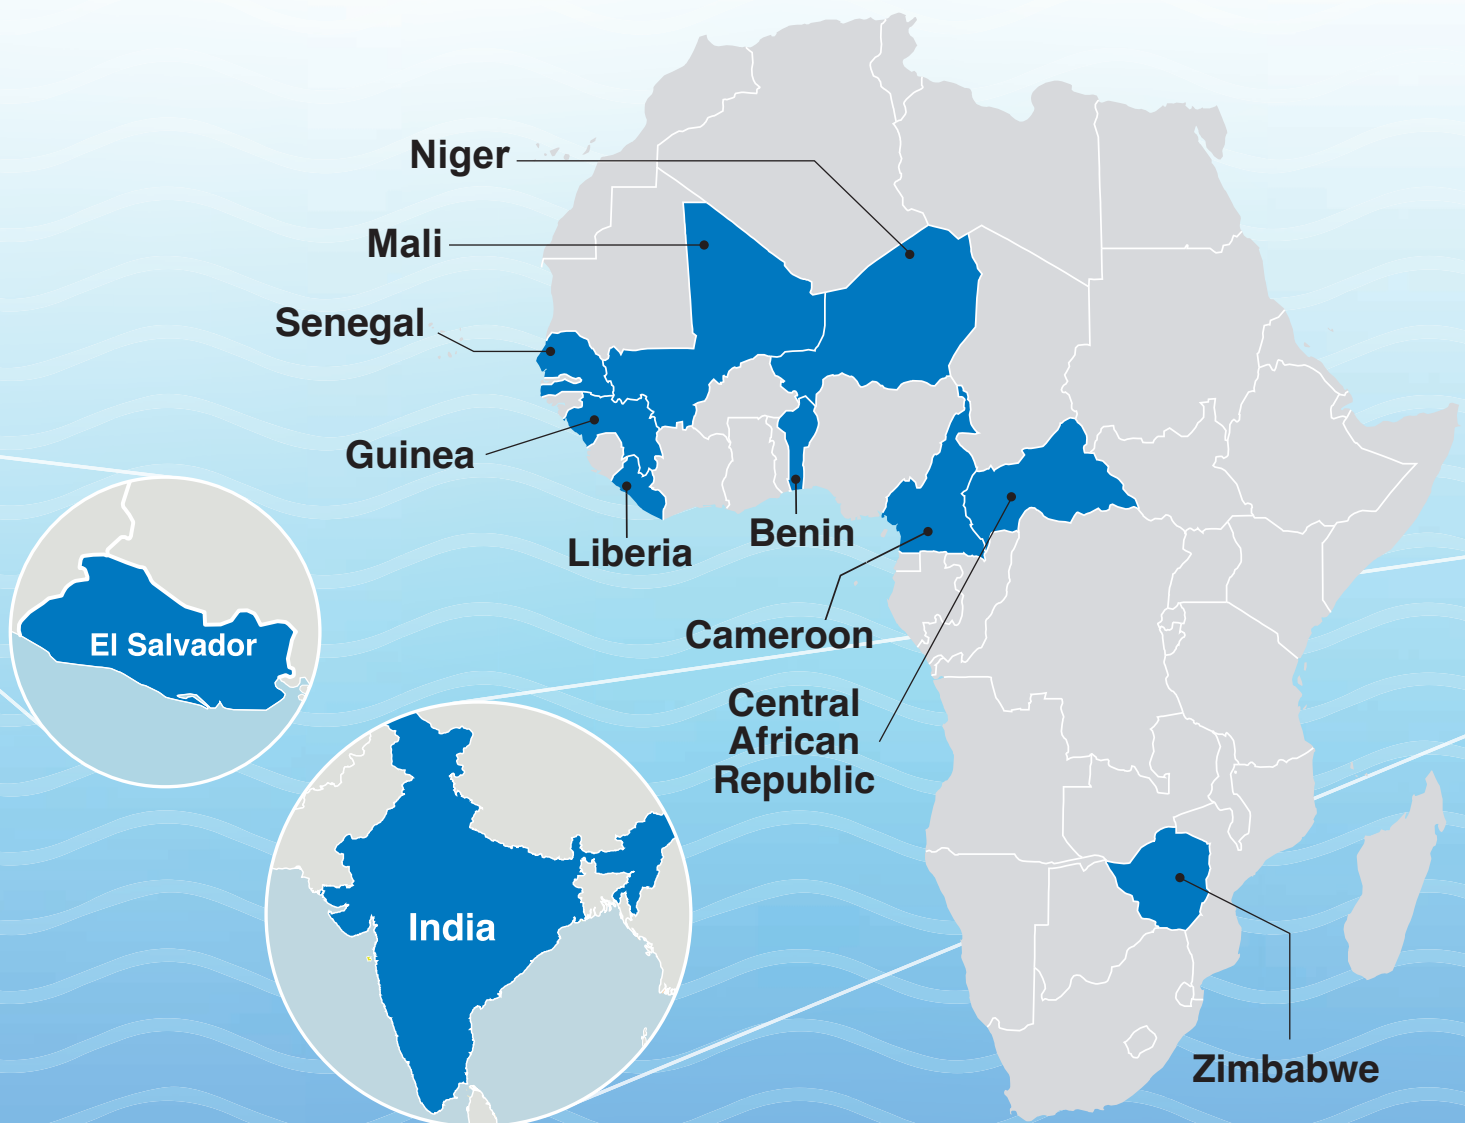 Niger
Mali
Senegal
Guinea
Liberia
Benin
Cameroon
El Salvador
Central
African
Republic
India
Zimbabwe